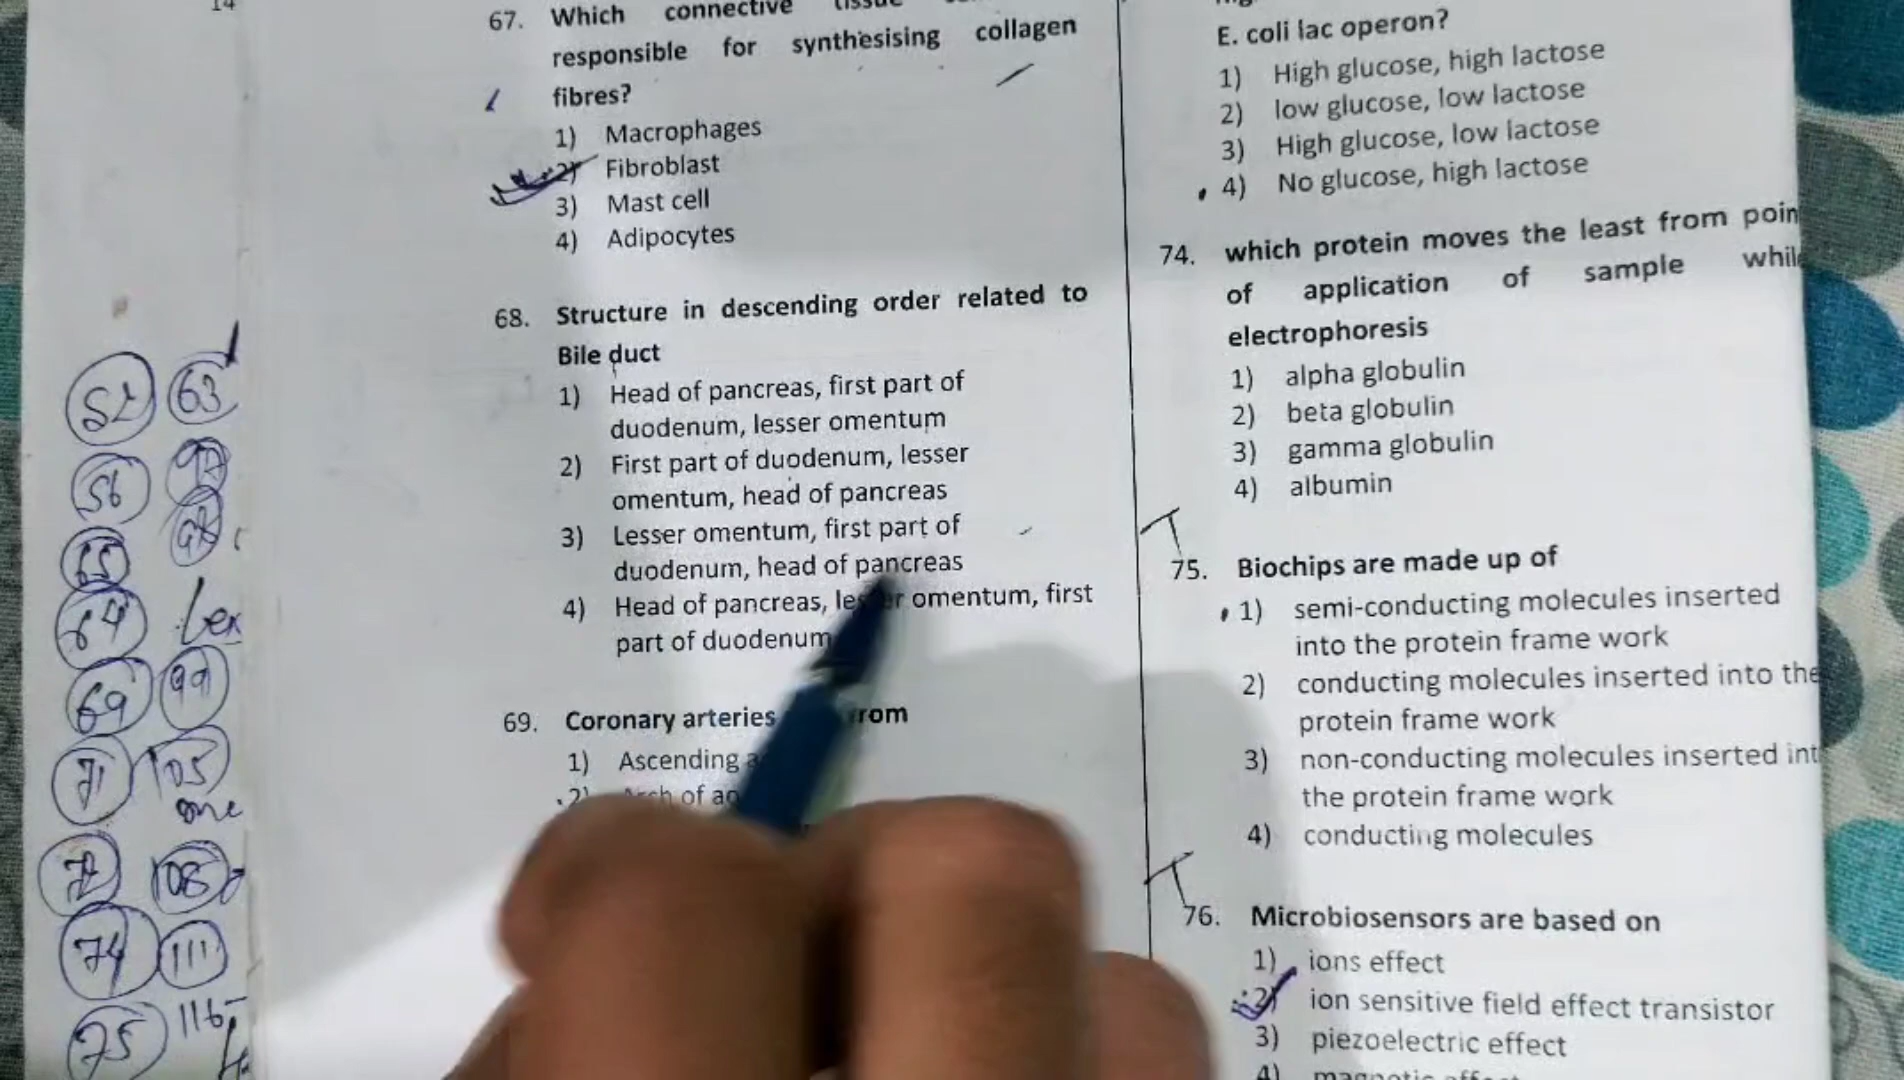 14
67. Which connective
responsible for synthesising collagen
fibres?
1) Macrophages
2) Fibroblast
3) Mast cell
4) Adipocytes
68. Structure in descending order related to
Bile duct
1) Head of pancreas, first part of
duodenum, lesser omentum
2) First part of duodenum, lesser
omentum, head of pancreas
3) Lesser omentum, first part of
duodenum, head of pancreas
4) Head of pancreas, lesser omentum, first
part of duodenum
69. Coronary arteries
1) Ascending
2) Arch of
E. coli lac operon?
1) High glucose, high lactose
2) low glucose, low lactose
3) High glucose, low lactose
4) No glucose, high lactose
74. which protein moves the least from poin
of application of sample whil
electrophoresis
1) alpha globulin
2) beta globulin
3) gamma globulin
4) albumin
75. Biochips are made up of
1) semi-conducting molecules inserted
into the protein frame work
2) conducting molecules inserted into the
protein frame work
3) non-conducting molecules inserted int
the protein frame work
4) conducting molecules
76. Microbiosensors are based on
1) ions effect
2) ion sensitive field effect transistor
3) piezoelectric effect
4)
52 63
56
64
69 99
71 105
one
72 108
74 111
75 116